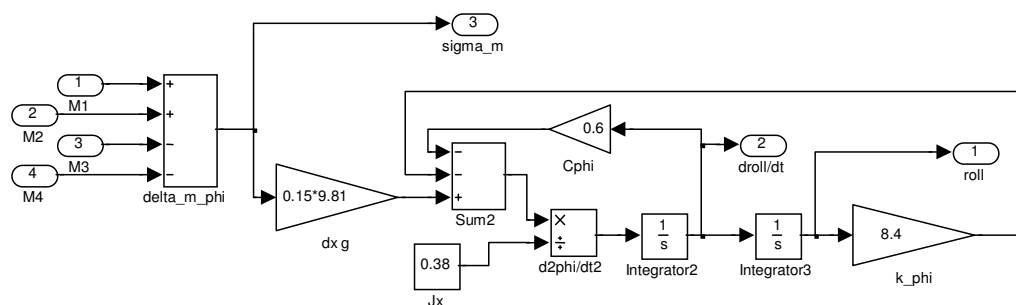 3
sigma_m
1
M1
2
M2
3
M3
4
M4
+
+
−
−
delta_m_phi
0.15*9.81
dx g
−
−
+
Sum2
0.6
Cphi
2
droll/dt
1
roll
0.38
Jx
×
÷
d2phi/dt2
1
s
Integrator2
1
s
Integrator3
8.4
k_phi